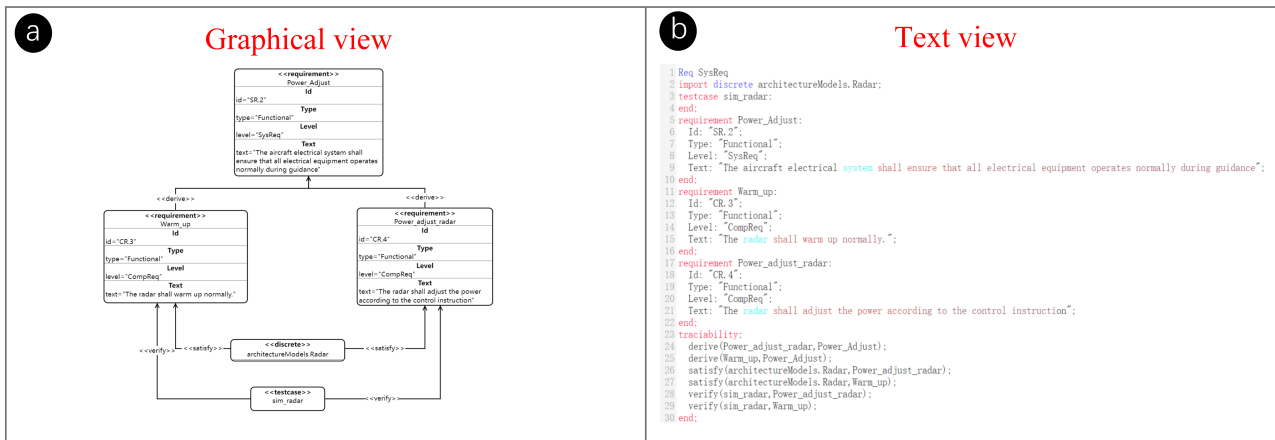 a
Graphical view
<<requirement>>
Power_Adjust
Id
id="SR.2"
Type
type="Functional"
Level
level="SysReq"
Text
text="The aircraft electrical system shall
ensure that all electrical equipment operates
normally during guidance"
<<derive>>
<<derive>>
<<requirement>>
Warm_up
Id
id="CR.3"
Type
type="Functional"
Level
level="CompReq"
Text
text="The radar shall warm up normally."
<<requirement>>
Power_adjust_radar
Id
id="CR.4"
Type
type="Functional"
Level
level="CompReq"
Text
text="The radar shall adjust the power
according to the control instruction"
<<verify>>
<<satisfy>>
<<discrete>>
architectureModels.Radar
<<satisfy>>
<<testcase>>
sim_radar
<<verify>>
b
Text view
1 Req SysReq
2 import discrete architectureModels.Radar;
3 testcase sim_radar:
4 end;
5 requirement Power_Adjust:
6 Id: "SR.2";
7 Type: "Functional";
8 Level: "SysReq";
9 Text: "The aircraft electrical system shall ensure that all electrical equipment operates normally during guidance";
10 end;
11 requirement Warm_up:
12 Id: "CR.3";
13 Type: "Functional";
14 Level: "CompReq";
15 Text: "The radar shall warm up normally.";
16 end;
17 requirement Power_adjust_radar:
18 Id: "CR.4";
19 Type: "Functional";
20 Level: "CompReq";
21 Text: "The radar shall adjust the power according to the control instruction";
22 end;
23 traciability:
24 derive(Power_adjust_radar,Power_Adjust);
25 derive(Warm_up,Power_Adjust);
26 satisfy(architectureModels.Radar,Power_adjust_radar);
27 satisfy(architectureModels.Radar,Warm_up);
28 verify(sim_radar,Power_adjust_radar);
29 verify(sim_radar,Warm_up);
30 end;